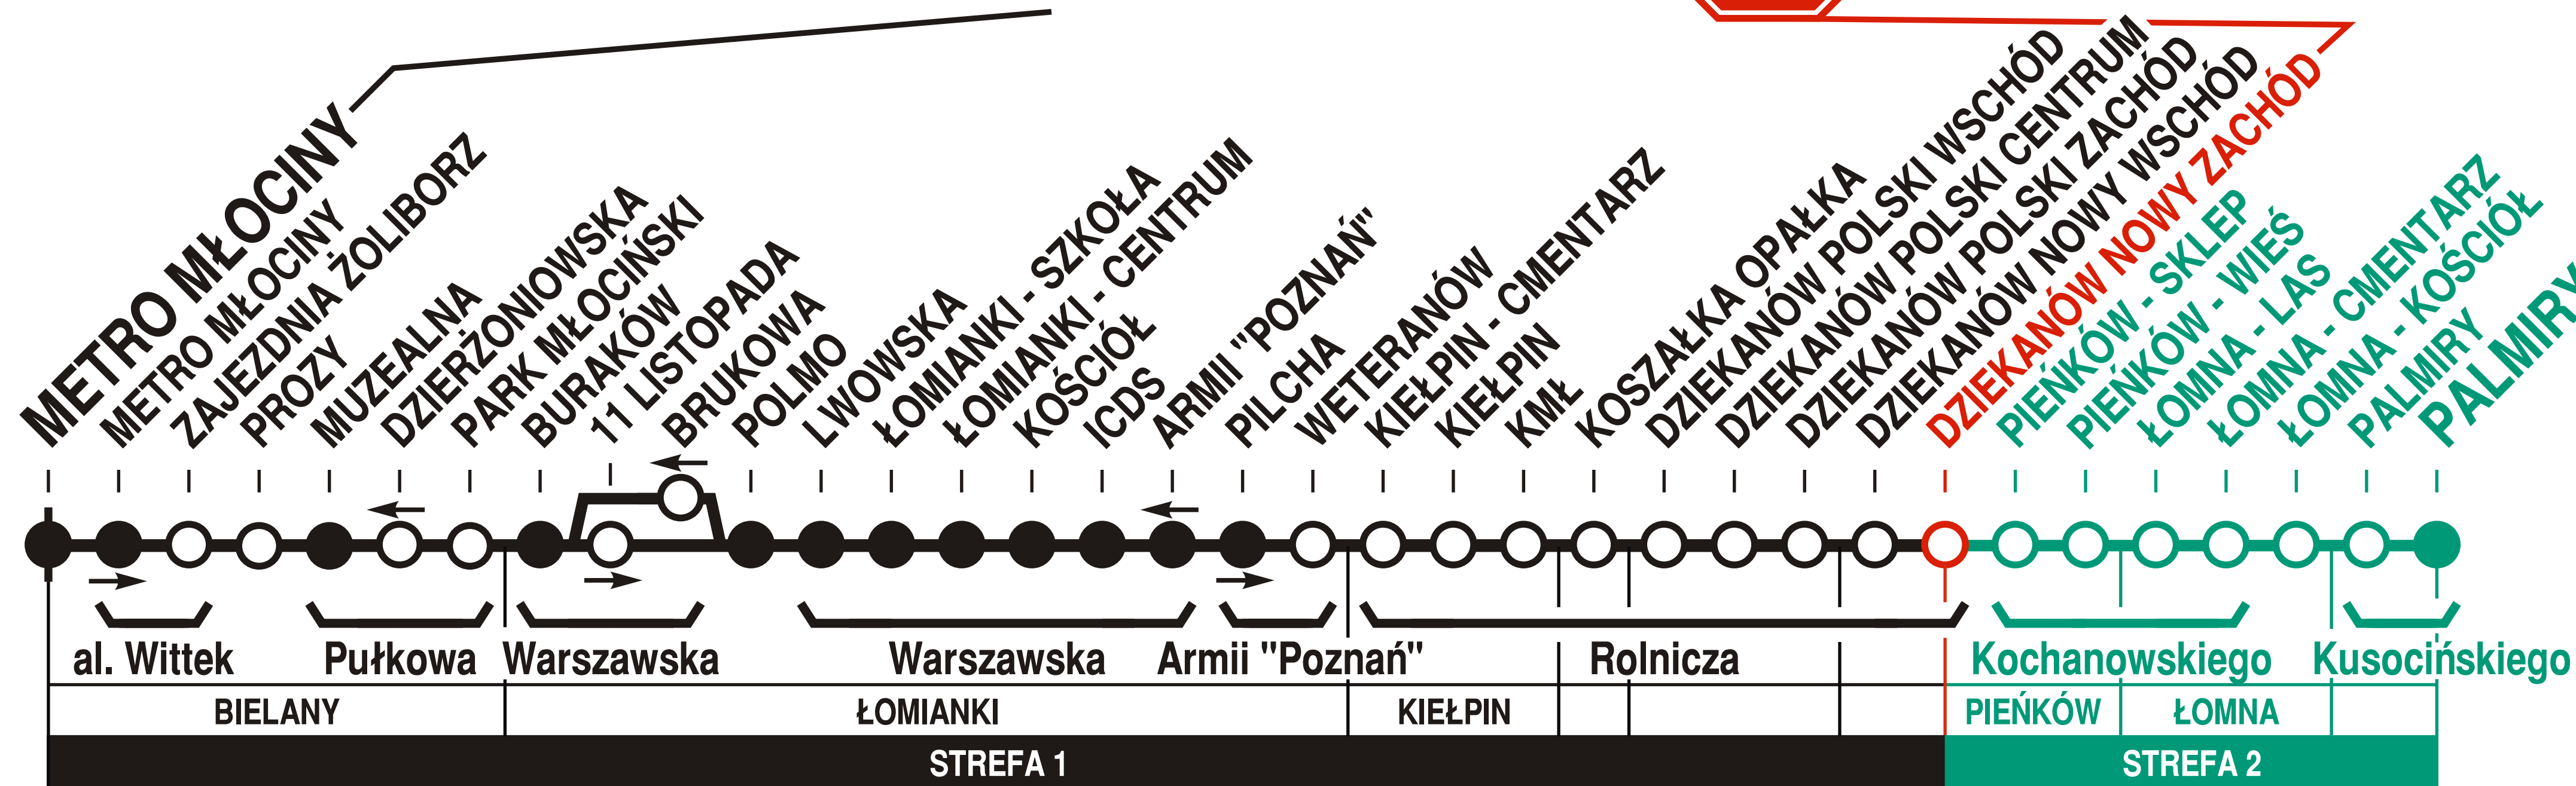 METRO MŁOCINY
METRO MŁOCINY
ZAJEZDNIA ŻOLIBORZ
PROZY
MUZEALNA
DZIERŻONIOWSKA
PARK MŁOCIŃSKI
BURAKÓW
11 LISTOPADA
BRUKOWA
POLMO
LWOWSKA
ŁOMIANKI - SZKOŁA
ŁOMIANKI - CENTRUM
KOŚCIÓŁ
ICDS
ARMII "POZNAŃ"
PILCHA
WETERANÓW
KIEŁPIN - CMENTARZ
KIEŁPIN
KMŁ
KOSZAŁKA OPAŁKA
DZIEKANÓW POLSKI WSCHÓD
DZIEKANÓW POLSKI CENTRUM
DZIEKANÓW POLSKI ZACHÓD
DZIEKANÓW NOWY WSCHÓD
DZIEKANÓW NOWY ZACHÓD
PIEŃKÓW - SKLEP
PIEŃKÓW - WIEŚ
ŁOMNA - LAS
ŁOMNA - CMENTARZ
ŁOMNA - KOŚCIÓŁ
PALMIRY
PALMIRY
al. Wittek
Pułkowa
Warszawska
Warszawska
Armii "Poznań"
Rolnicza
Kochanowskiego
Kusocińskiego
BIELANY
ŁOMIANKI
KIEŁPIN
PIEŃKÓW
ŁOMNA
STREFA 1
STREFA 2